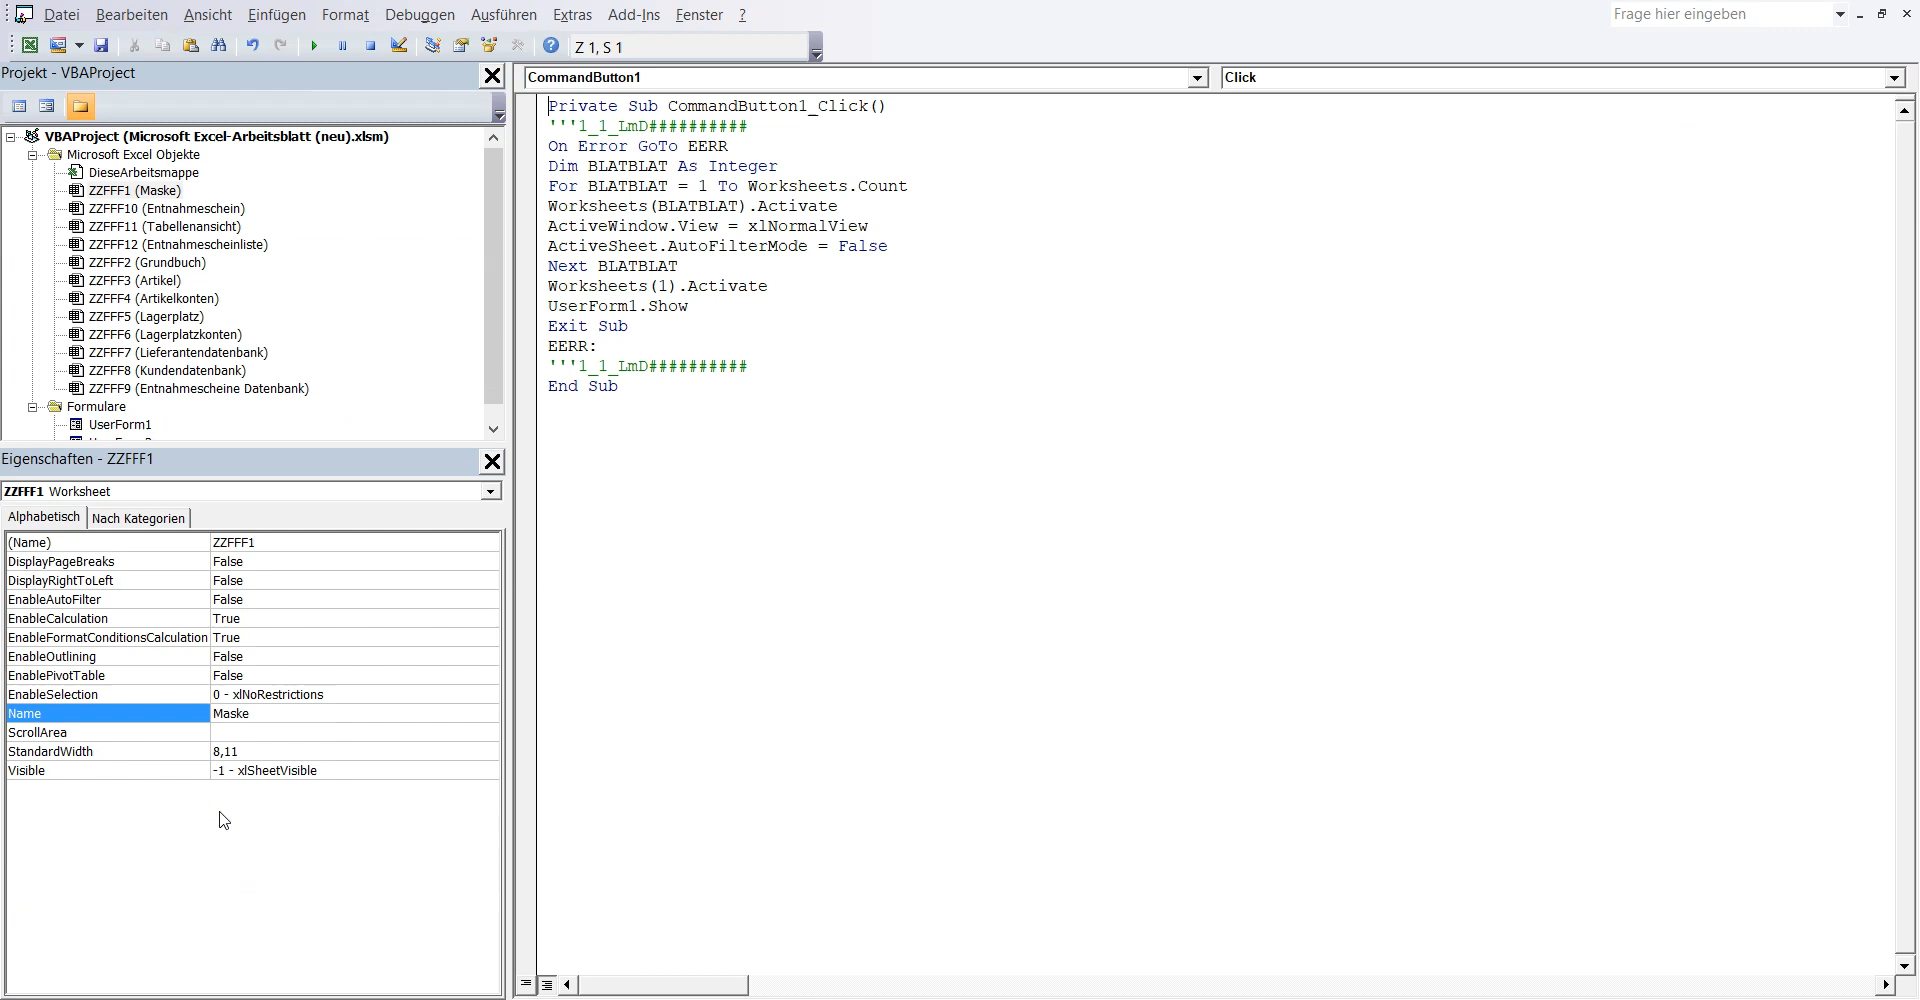 Datei Bearbeiten Ansicht Einfügen Format Debuggen Ausführen Extras Add-Ins Fenster ?
Frage hier eingeben
Z 1, S 1
Projekt - VBAProject
VBAProject (Microsoft Excel-Arbeitsblatt (neu).xlsm)
Microsoft Excel Objekte
DieseArbeitsmappe
ZZFFF1 (Maske)
ZZFFF10 (Entnahmeschein)
ZZFFF11 (Tabellenansicht)
ZZFFF12 (Entnahmescheinliste)
ZZFFF2 (Grundbuch)
ZZFFF3 (Artikel)
ZZFFF4 (Artikelkonten)
ZZFFF5 (Lagerplatz)
ZZFFF6 (Lagerplatzkonten)
ZZFFF7 (Lieferantendatenbank)
ZZFFF8 (Kundendatenbank)
ZZFFF9 (Entnahmescheine Datenbank)
Formulare
UserForm1
Eigenschaften - ZZFFF1
ZZFFF1 Worksheet
Alphabetisch Nach Kategorien
(Name) ZZFFF1
DisplayPageBreaks False
DisplayRightToLeft False
EnableAutoFilter False
EnableCalculation True
EnableFormatConditionsCalculation True
EnableOutlining False
EnablePivotTable False
EnableSelection 0 - xlNoRestrictions
Name Maske
ScrollArea
StandardWidth 8,11
Visible -1 - xlSheetVisible
CommandButton1 Click
Private Sub CommandButton1_Click()
'''1_1_LmD##########
On Error GoTo EERR
Dim BLATBLAT As Integer
For BLATBLAT = 1 To Worksheets.Count
Worksheets(BLATBLAT).Activate
ActiveWindow.View = xlNormalView
ActiveSheet.AutoFilterMode = False
Next BLATBLAT
Worksheets(1).Activate
UserForm1.Show
Exit Sub
EERR:
'''1_1_LmD##########
End Sub